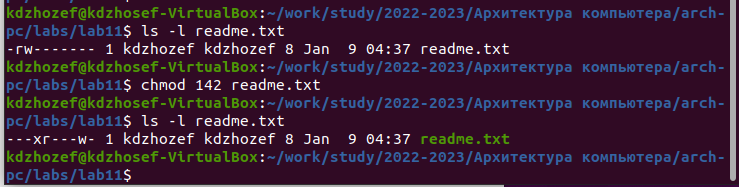 kdzhozef@kdzhosef-VirtualBox:~/work/study/2022-2023/Архитектура компьютера/arch-
pc/labs/lab11$ ls -l readme.txt
-rw------- 1 kdzhozef kdzhozef 8 Jan  9 04:37 readme.txt
kdzhozef@kdzhosef-VirtualBox:~/work/study/2022-2023/Архитектура компьютера/arch-
pc/labs/lab11$ chmod 142 readme.txt
kdzhozef@kdzhosef-VirtualBox:~/work/study/2022-2023/Архитектура компьютера/arch-
pc/labs/lab11$ ls -l readme.txt
---xr---w- 1 kdzhozef kdzhozef 8 Jan  9 04:37 readme.txt
kdzhozef@kdzhosef-VirtualBox:~/work/study/2022-2023/Архитектура компьютера/arch-
pc/labs/lab11$